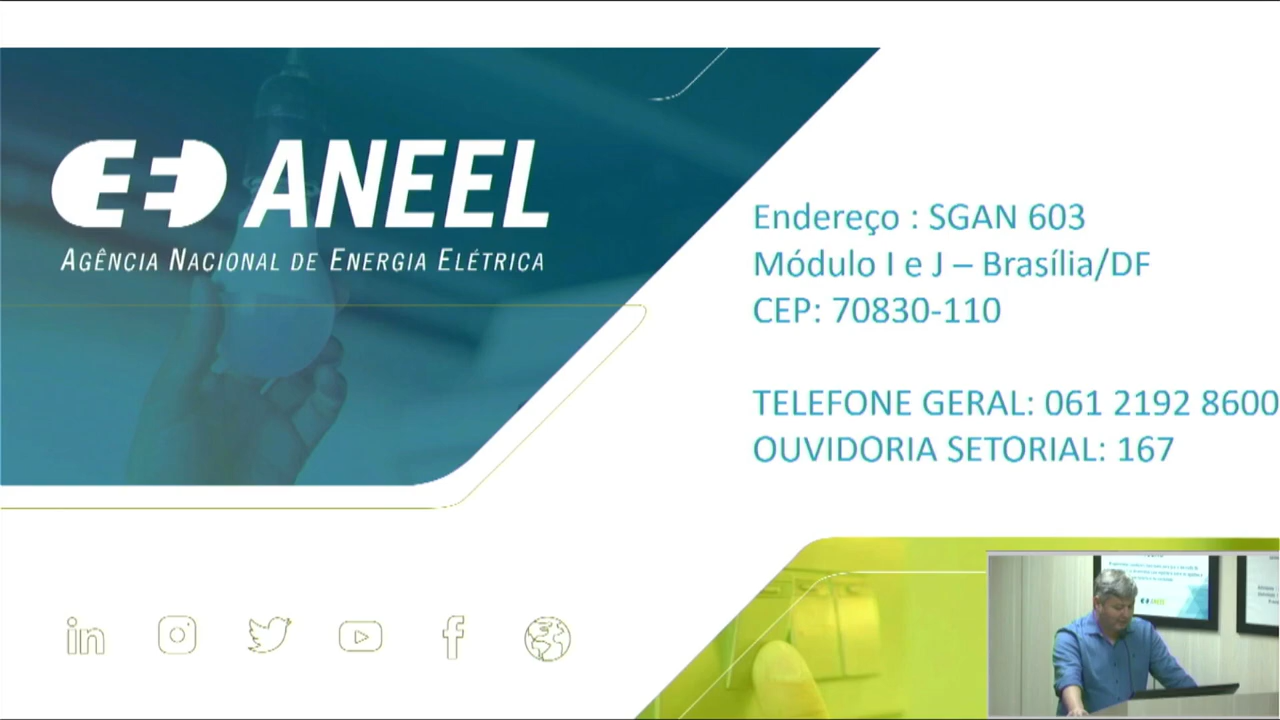 ANEEL
AGÊNCIA NACIONAL DE ENERGIA ELÉTRICA
Endereço : SGAN 603
Módulo I e J – Brasília/DF
CEP: 70830-110
TELEFONE GERAL: 061 2192 8600
OUVIDORIA SETORIAL: 167
in
f